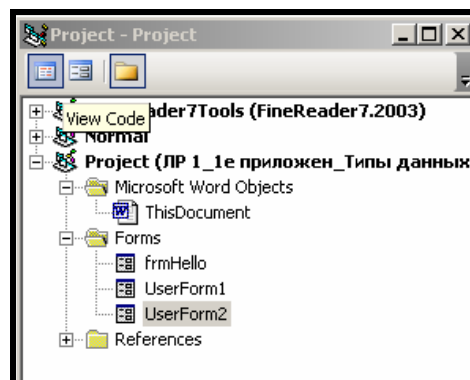 Project - Project
ader7Tools (FineReader7.2003)
View Code
Normal
Project (ЛР 1_1е приложен_Типы данных
Microsoft Word Objects
ThisDocument
Forms
frmHello
UserForm1
UserForm2
References